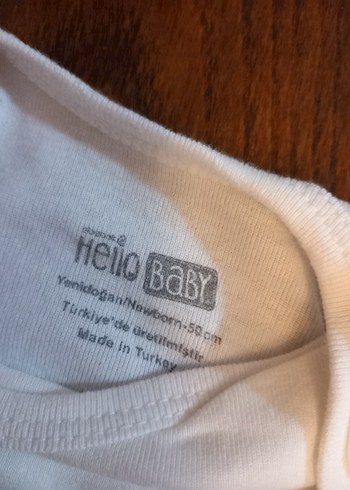 Hello BaBY
Yenidoğan/Newborn-50 cm
Türkiye'de üretilmiştir
Made in Turkey